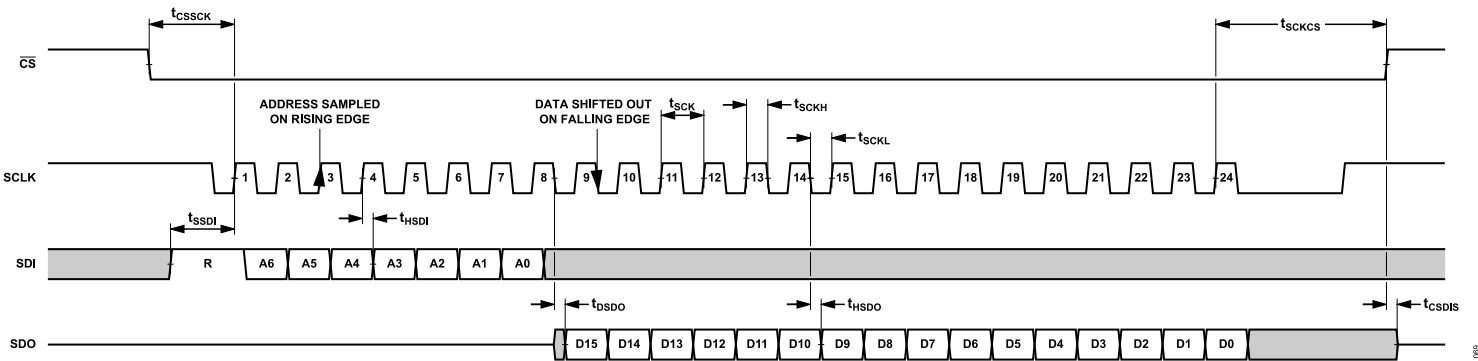 tCSSCK
tSCKCS
CS
ADDRESS SAMPLED
ON RISING EDGE
DATA SHIFTED OUT
ON FALLING EDGE
tSCK
tSCKH
tSCKL
SCLK
1 2 3 4 5 6 7 8 9 10 11 12 13 14 15 16 17 18 19 20 21 22 23 24
tSSDI
tHSDI
SDI
R A6 A5 A4 A3 A2 A1 A0
tDSDO
tHSDO
tCSDIS
SDO
D15 D14 D13 D12 D11 D10 D9 D8 D7 D6 D5 D4 D3 D2 D1 D0